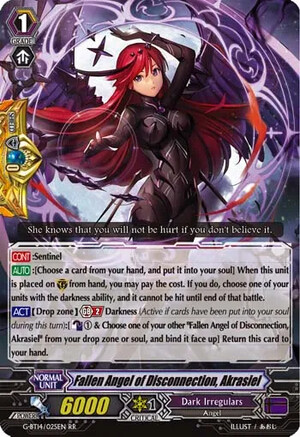 1
GRADE
She knows that you will not be hurt if you don't believe it.
CONT:Sentinel
AUTO:[Choose a card from your hand, and put it into your soul] When this
unit is placed on GC from hand, you may pay the cost. If you do, choose one of your
units with the darkness ability, and it cannot be hit until end of battle.
ACT [Drop zone] GB 2 Darkness (Active if cards have been put into your soul
during this turn):[1 & Choose one of your other "Fallen Angel of Disconnection,
Akrasiel" from your drop zone or soul, and bind it face up] Return this card to
your hand.
NORMAL UNIT
Fallen Angel of Disconnection, Akrasiel
POWER
6000
1
CRITICAL
Dark Irregulars
Angel
G-BT14/025EN RR